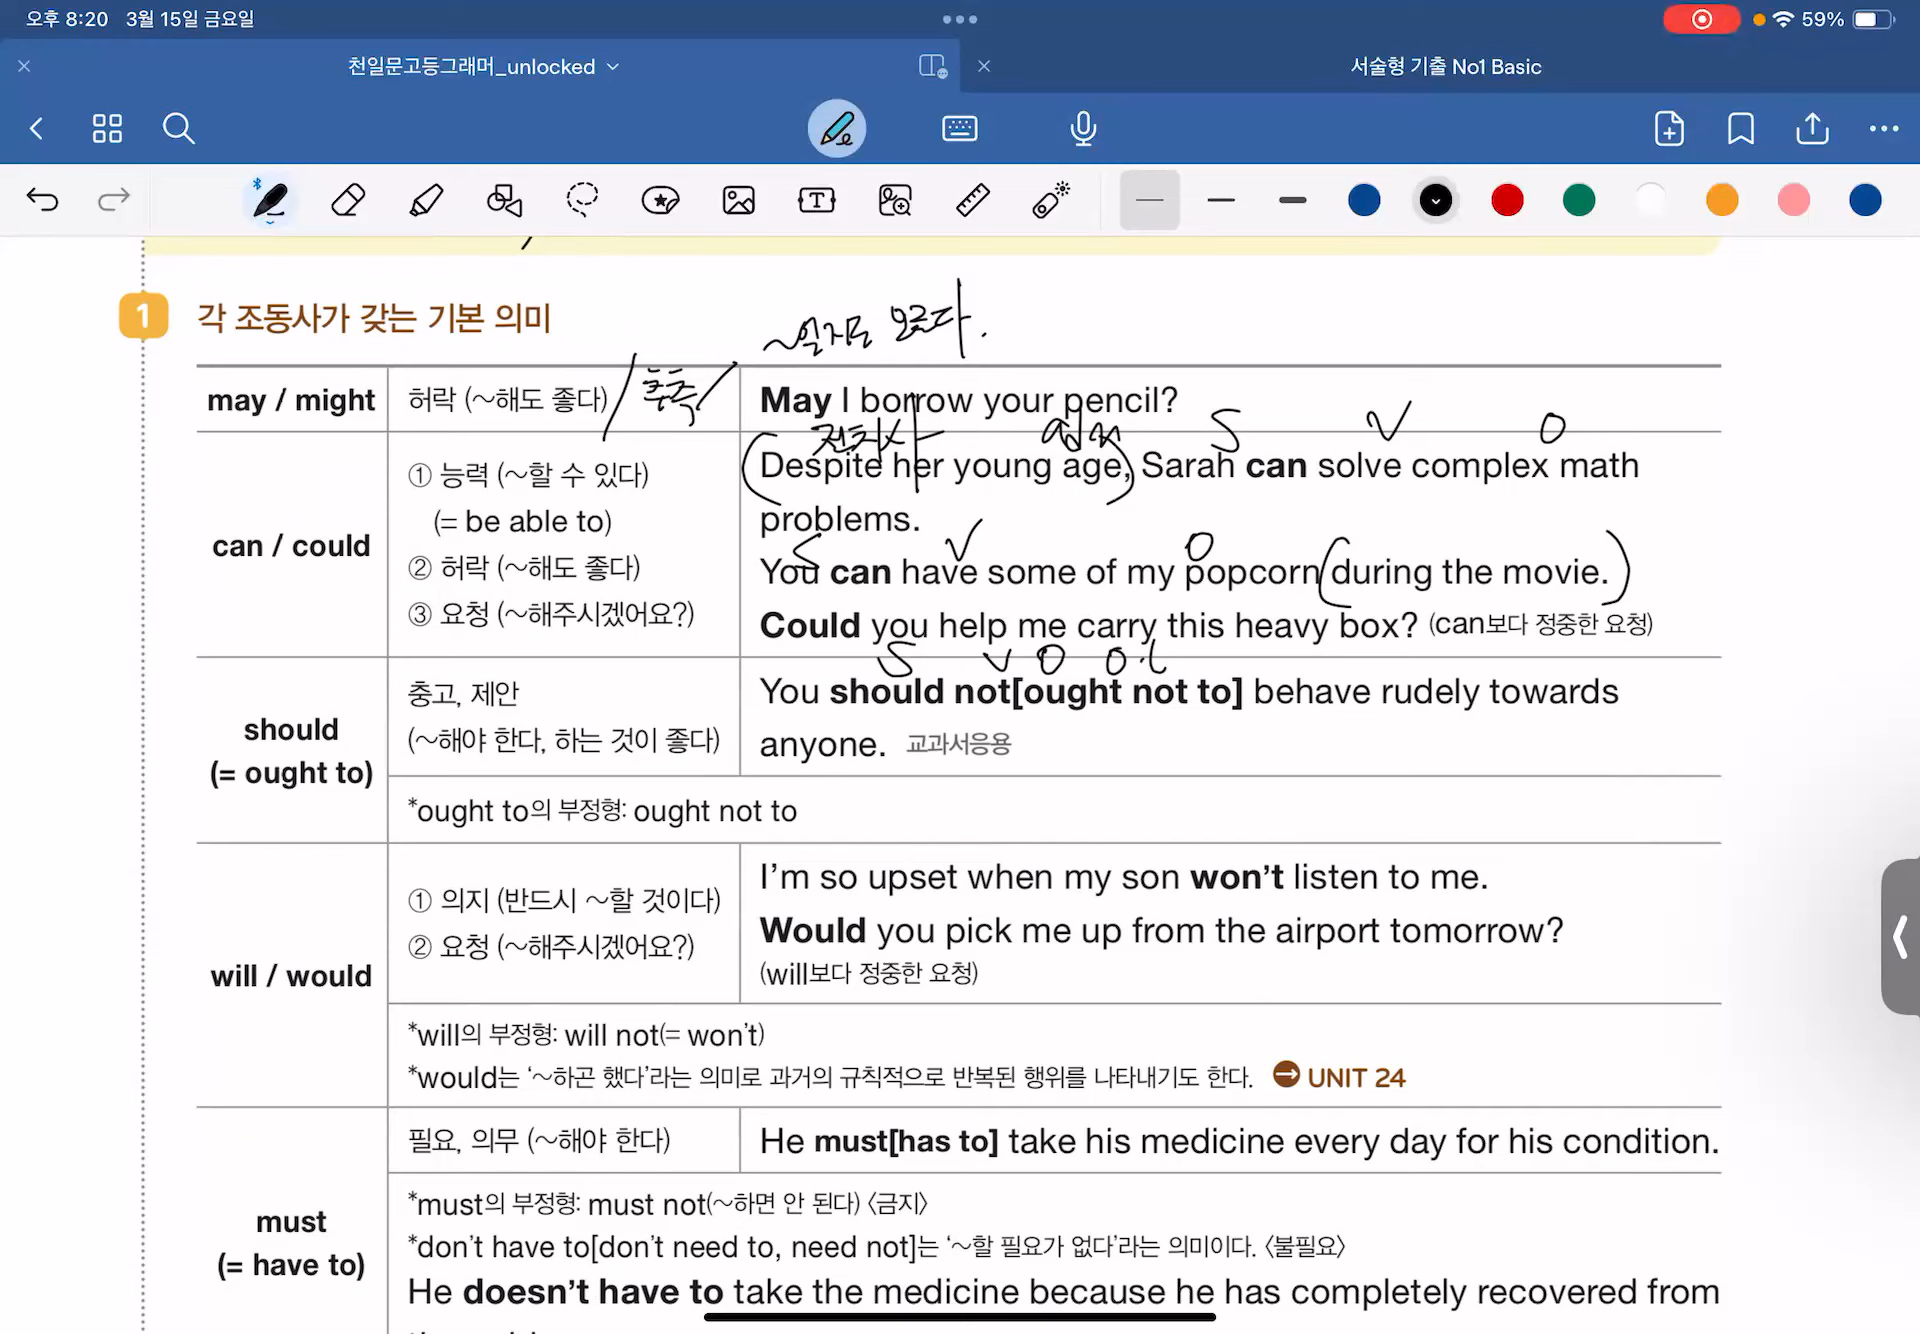 오후 8:20 3월 15일 금요일
59%
천일문고등그래머_unlocked
서술형 기출 No1 Basic
1 각 조동사가 갖는 기본 의미
~일지도 모른다.
may / might
허락 (~해도 좋다)
/추측/
May I borrow your pencil?
전치사
S V O
can / could
① 능력 (~할 수 있다)
(= be able to)
② 허락 (~해도 좋다)
③ 요청 (~해주시겠어요?)
(Despite her young age,) Sarah can solve complex math
problems.
S V O
You can have some of my popcorn (during the movie.)
Could you help me carry this heavy box? (can보다 정중한 요청)
S V O O.C
should
(= ought to)
충고, 제안
(~해야 한다, 하는 것이 좋다)
You should not[ought not to] behave rudely towards
anyone. 교과서응용
*ought to의 부정형: ought not to
will / would
① 의지 (반드시 ~할 것이다)
② 요청 (~해주시겠어요?)
I'm so upset when my son won't listen to me.
Would you pick me up from the airport tomorrow?
(will보다 정중한 요청)
*will의 부정형: will not(= won't)
*would는 '~하곤 했다'라는 의미로 과거의 규칙적으로 반복된 행위를 나타내기도 한다. UNIT 24
must
(= have to)
필요, 의무 (~해야 한다)
He must[has to] take his medicine every day for his condition.
*must의 부정형: must not(~하면 안 된다) 〈금지〉
*don't have to[don't need to, need not]는 '~할 필요가 없다'라는 의미이다. 〈불필요〉
He doesn't have to take the medicine because he has completely recovered from